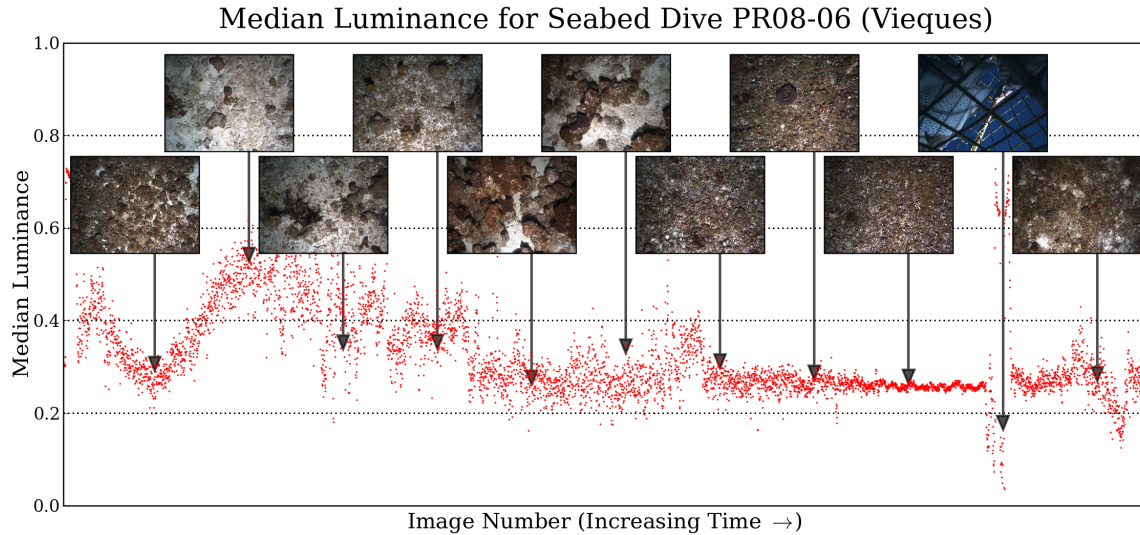 Median Luminance for Seabed Dive PR08-06 (Vieques)
1.0
0.8
0.6
0.4
0.2
0.0
Median Luminance
Image Number (Increasing Time →)